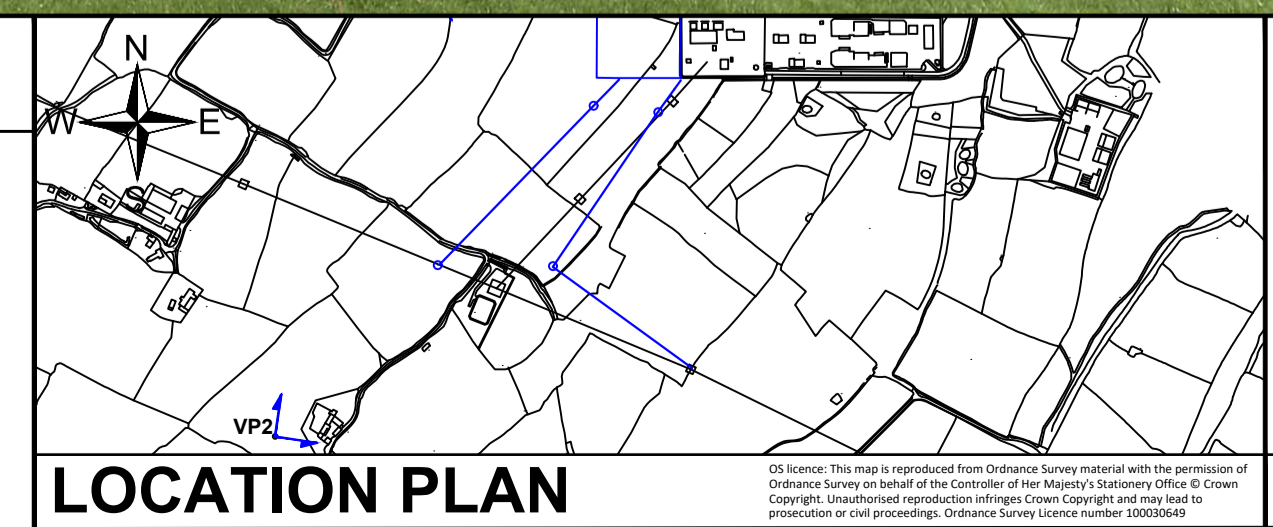 N
W
E
VP2
LOCATION PLAN
OS licence: This map is reproduced from Ordnance Survey material with the permission of
Ordnance Survey on behalf of the Controller of Her Majesty's Stationery Office © Crown
Copyright. Unauthorised reproduction infringes Crown Copyright and may lead to
prosecution or civil proceedings. Ordnance Survey Licence number 100030649